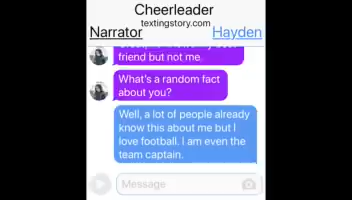 Cheerleader
textingstory.com
Narrator
Hayden
friend but not me.
What's a random fact
about you?
Well, a lot of people already
know this about me but I
love football. I am even the
team captain.
Message